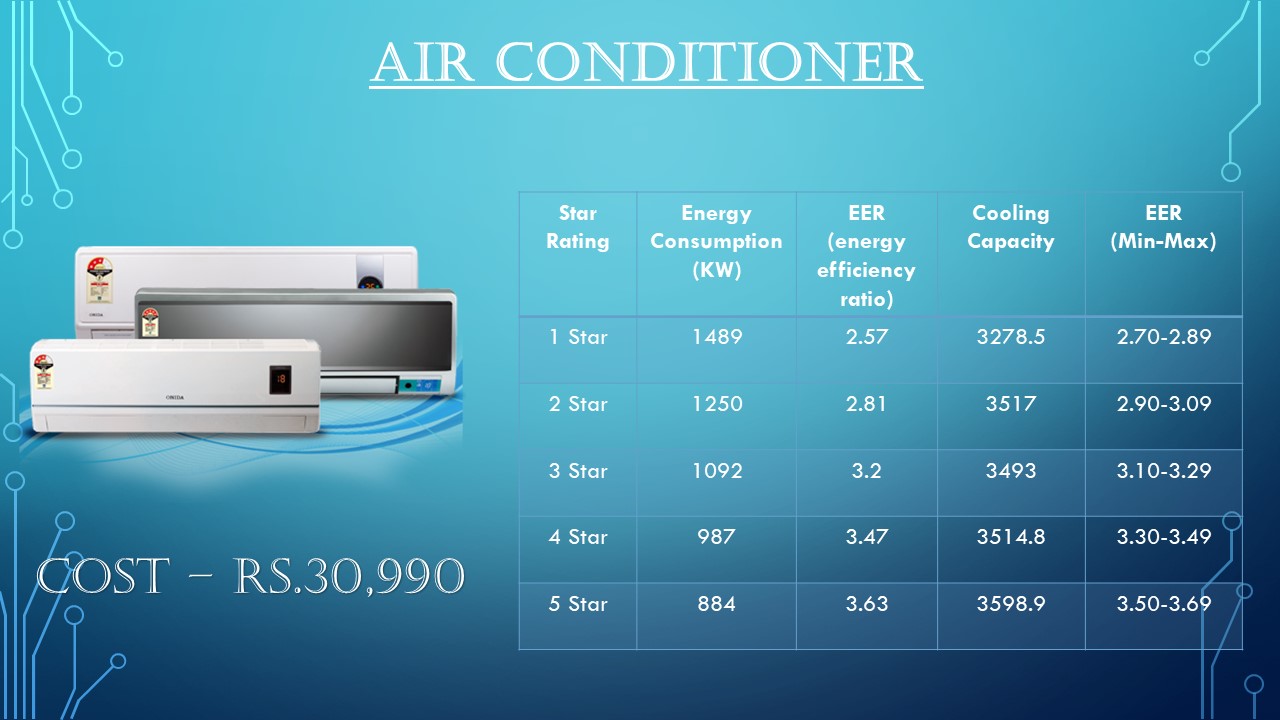 AIR CONDITIONER
Star Rating | Energy Consumption (KW) | EER (energy efficiency ratio) | Cooling Capacity | EER (Min-Max)
1 Star | 1489 | 2.57 | 3278.5 | 2.70-2.89
2 Star | 1250 | 2.81 | 3517 | 2.90-3.09
3 Star | 1092 | 3.2 | 3493 | 3.10-3.29
4 Star | 987 | 3.47 | 3514.8 | 3.30-3.49
5 Star | 884 | 3.63 | 3598.9 | 3.50-3.69
ONIDA
ONIDA
18
COST – RS.30,990